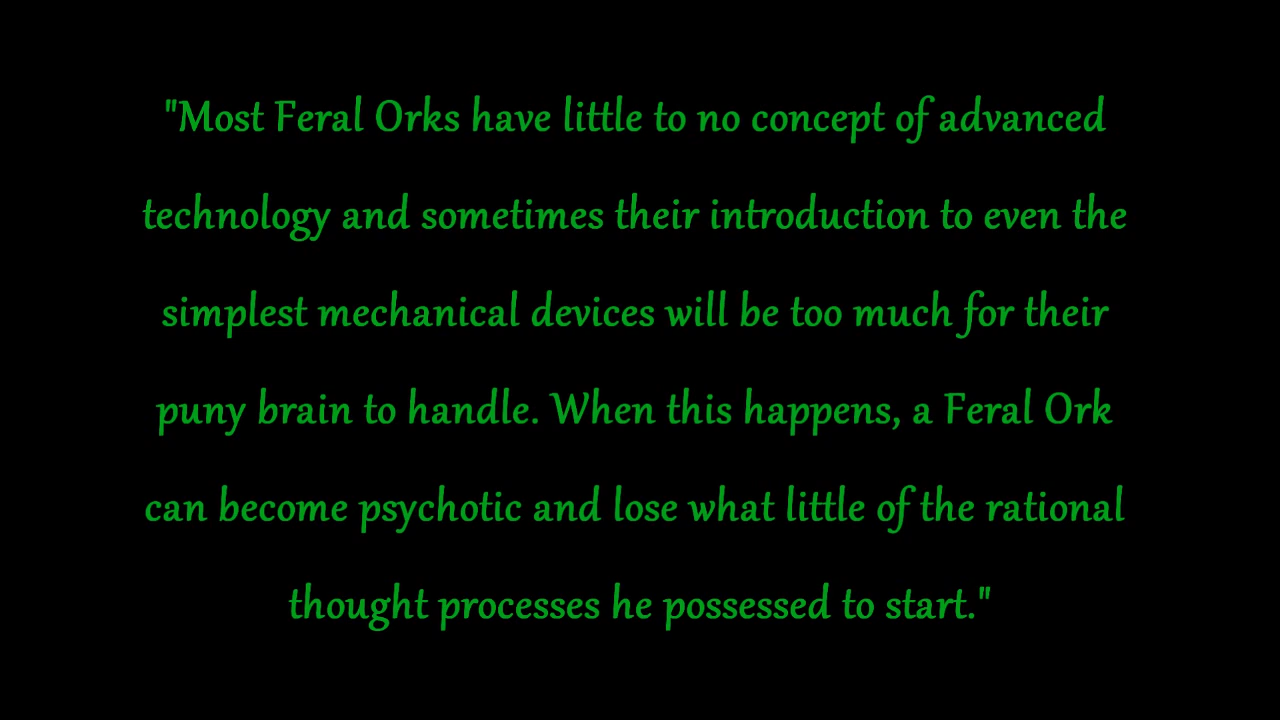 "Most Feral Orks have little to no concept of advanced
technology and sometimes their introduction to even the
simplest mechanical devices will be too much for their
puny brain to handle. When this happens, a Feral Ork
can become psychotic and lose what little of the rational
thought processes he possessed to start."